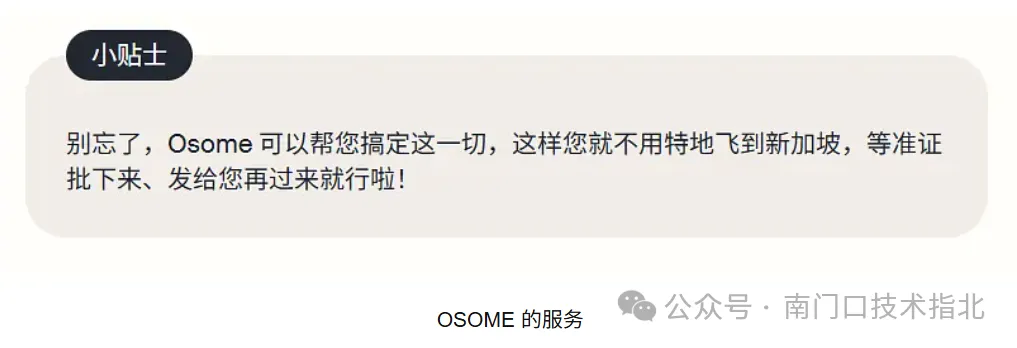 小贴士
别忘了，Osome 可以帮您搞定这一切，这样您就不用特地飞到新加坡，等准证
批下来、发给您再过来就行啦！
OSOME 的服务
公众号 · 南门口技术指北